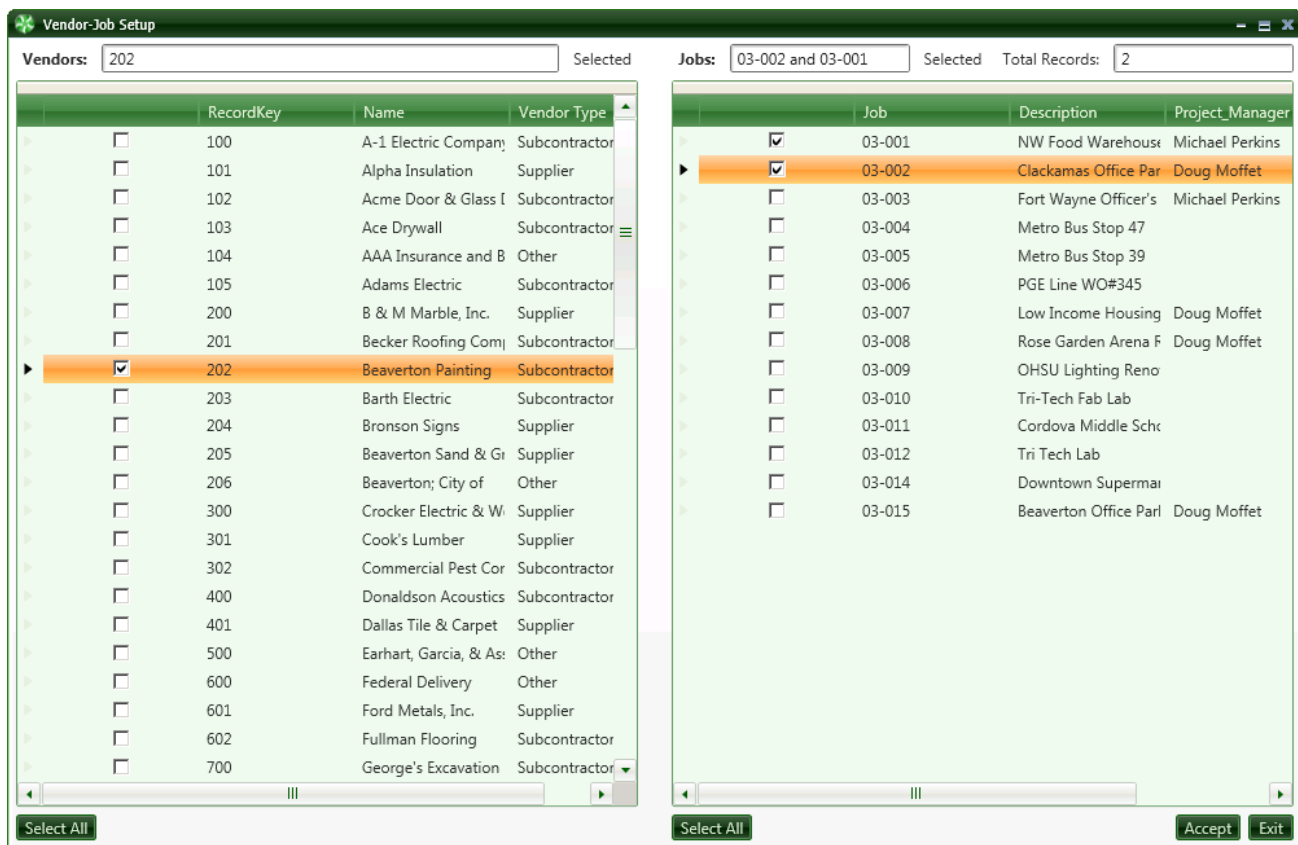 Vendor-Job Setup
Vendors: 202 Selected Jobs: 03-002 and 03-001 Selected Total Records: 2
RecordKey Name Vendor Type
100 A-1 Electric Company Subcontractor
101 Alpha Insulation Supplier
102 Acme Door & Glass D Subcontractor
103 Ace Drywall Subcontractor
104 AAA Insurance and B Other
105 Adams Electric Subcontractor
200 B & M Marble, Inc. Supplier
201 Becker Roofing Com Subcontractor
202 Beaverton Painting Subcontractor
203 Barth Electric Subcontractor
204 Bronson Signs Supplier
205 Beaverton Sand & Gr Supplier
206 Beaverton; City of Other
300 Crocker Electric & W Supplier
301 Cook's Lumber Supplier
302 Commercial Pest Cor Subcontractor
400 Donaldson Acoustics Subcontractor
401 Dallas Tile & Carpet Supplier
500 Earhart, Garcia, & As Other
600 Federal Delivery Other
601 Ford Metals, Inc. Supplier
602 Fullman Flooring Subcontractor
700 George's Excavation Subcontractor
Select All
Job Description Project_Manager
03-001 NW Food Warehouse Michael Perkins
03-002 Clackamas Office Par Doug Moffet
03-003 Fort Wayne Officer's Michael Perkins
03-004 Metro Bus Stop 47
03-005 Metro Bus Stop 39
03-006 PGE Line WO#345
03-007 Low Income Housing Doug Moffet
03-008 Rose Garden Arena R Doug Moffet
03-009 OHSU Lighting Reno
03-010 Tri-Tech Fab Lab
03-011 Cordova Middle Scho
03-012 Tri Tech Lab
03-014 Downtown Supermar
03-015 Beaverton Office Parl Doug Moffet
Select All Accept Exit